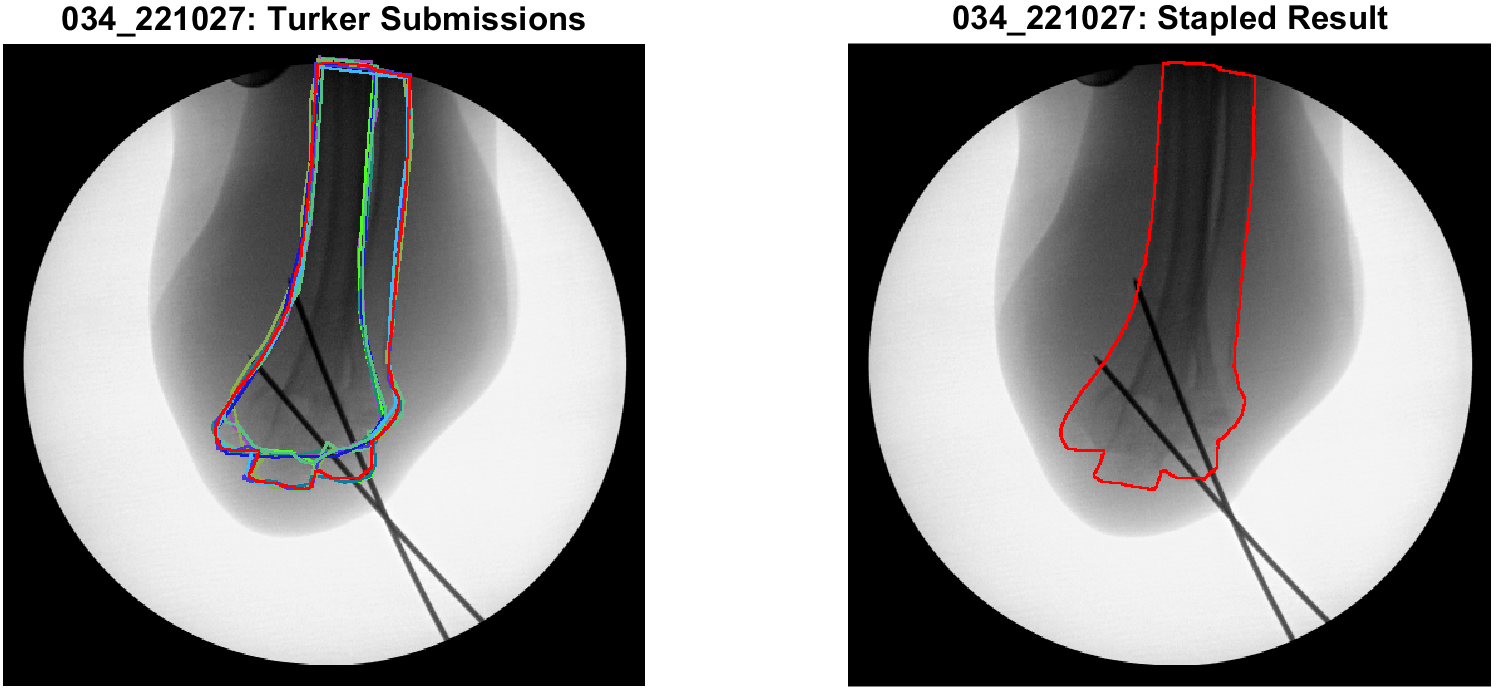 034_221027: Turker Submissions
034_221027: Stapled Result